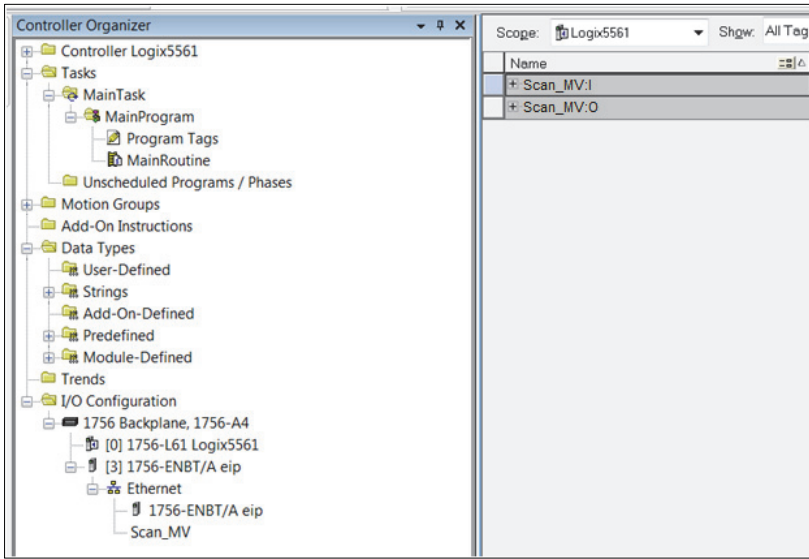 Controller Organizer
Controller Logix5561
Tasks
MainTask
MainProgram
Program Tags
MainRoutine
Unscheduled Programs / Phases
Motion Groups
Add-On Instructions
Data Types
User-Defined
Strings
Add-On-Defined
Predefined
Module-Defined
Trends
I/O Configuration
1756 Backplane, 1756-A4
[0] 1756-L61 Logix5561
[3] 1756-ENBT/A eip
Ethernet
1756-ENBT/A eip
Scan_MV
Scope: Logix5561 Show: All Tag
Name
Scan_MV:I
Scan_MV:O